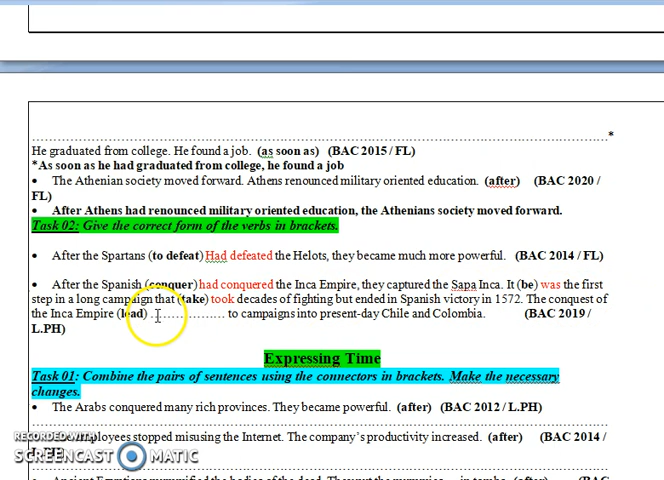 *
He graduated from college. He found a job. (as soon as) (BAC 2015 / FL)
*As soon as he had graduated from college, he found a job
• The Athenian society moved forward. Athens renounced military oriented education. (after) (BAC 2020 /
FL)
• After Athens had renounced military oriented education, the Athenians society moved forward.
Task 02: Give the correct form of the verbs in brackets.
• After the Spartans (to defeat) Had defeated the Helots, they became much more powerful. (BAC 2014 / FL)
• After the Spanish (conquer) had conquered the Inca Empire, they captured the Sapa Inca. It (be) was the first
step in a long campaign that (take) took decades of fighting but ended in Spanish victory in 1572. The conquest of
the Inca Empire (lead) ……………… to campaigns into present-day Chile and Colombia. (BAC 2019 /
L.PH)
Expressing Time
Task 01: Combine the pairs of sentences using the connectors in brackets. Make the necessary
changes.
• The Arabs conquered many rich provinces. They became powerful. (after) (BAC 2012 / L.PH)
RECORDED WITH
employees stopped misusing the Internet. The company's productivity increased. (after) (BAC 2014 /
SCREENCAST MATIC